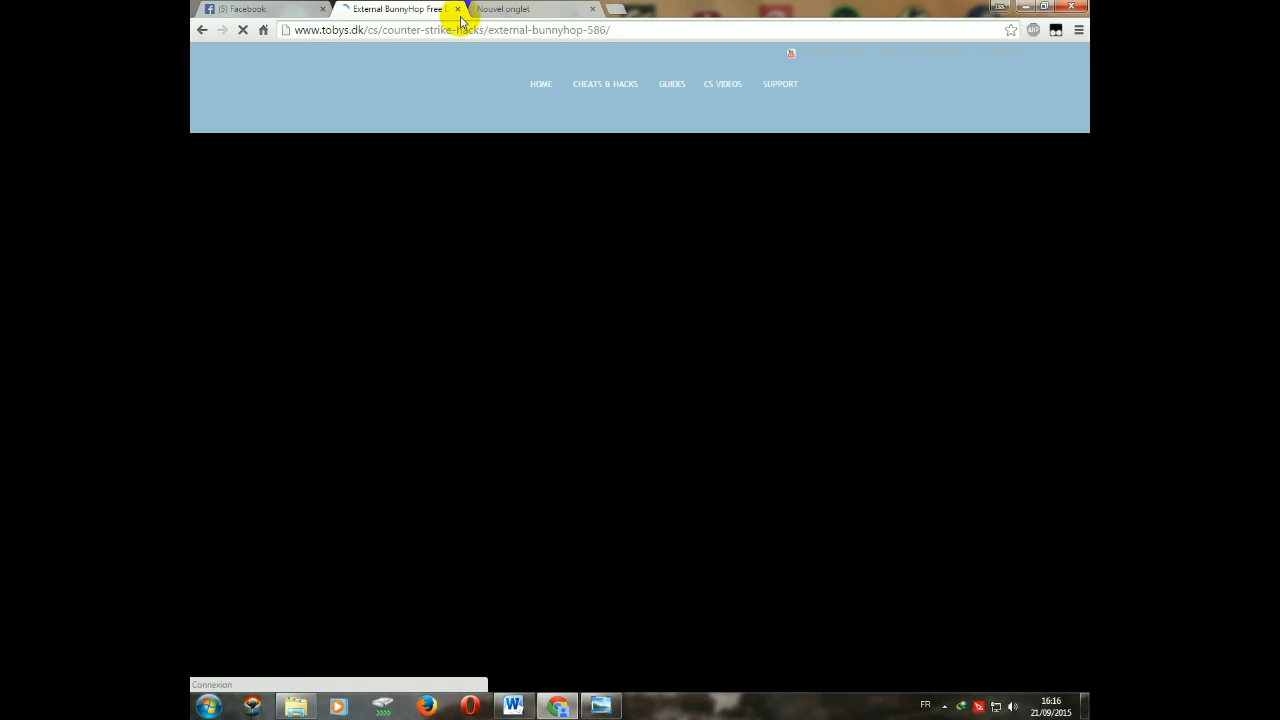 (5) Facebook
External BunnyHop Free
Nouvel onglet
www.tobys.dk/cs/counter-strike-hacks/external-bunnyhop-586/
ABP
HOME CHEATS & HACKS GUIDES CS VIDEOS SUPPORT
Connexion
FR
16:16
21/09/2015